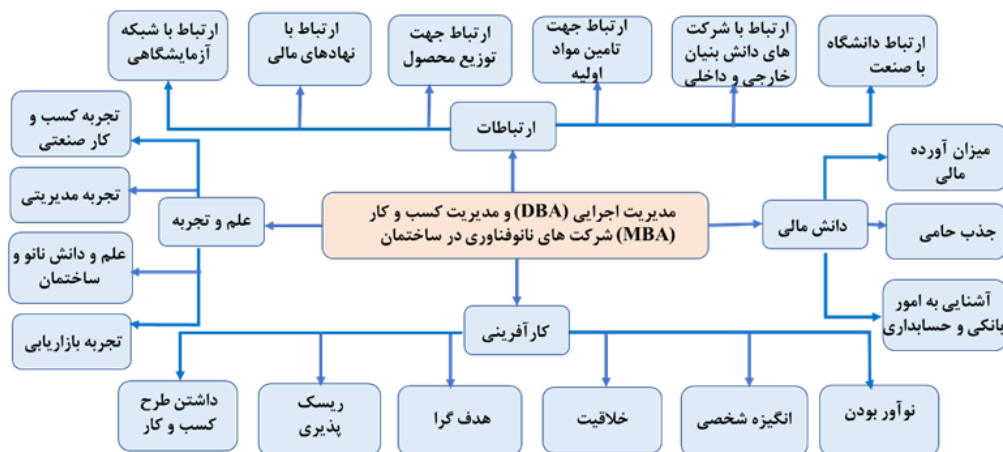 ارتباط دانشگاه
با صنعت
ارتباط با شرکت
های دانش بنیان
خارجی و داخلی
ارتباط جهت
تامین مواد
اولیه
ارتباط جهت
توزیع محصول
ارتباط با
نهادهای مالی
ارتباط با شبکه
آزمایشگاهی
ارتباطات
میزان آورده
مالی
جذب حامی
آشنایی به امور
بانکی و حسابداری
دانش مالی
مدیریت اجرایی (DBA) و مدیریت کسب و کار
(MBA) شرکت های نانوفناوری در ساختمان
علم و تجربه
تجربه کسب و
کار صنعتی
تجربه مدیریتی
علم و دانش نانو و
ساختمان
تجربه بازاریابی
کارآفرینی
نوآور بودن
انگیزه شخصی
خلاقیت
هدف گرا
ریسک
پذیری
داشتن طرح
کسب و کار